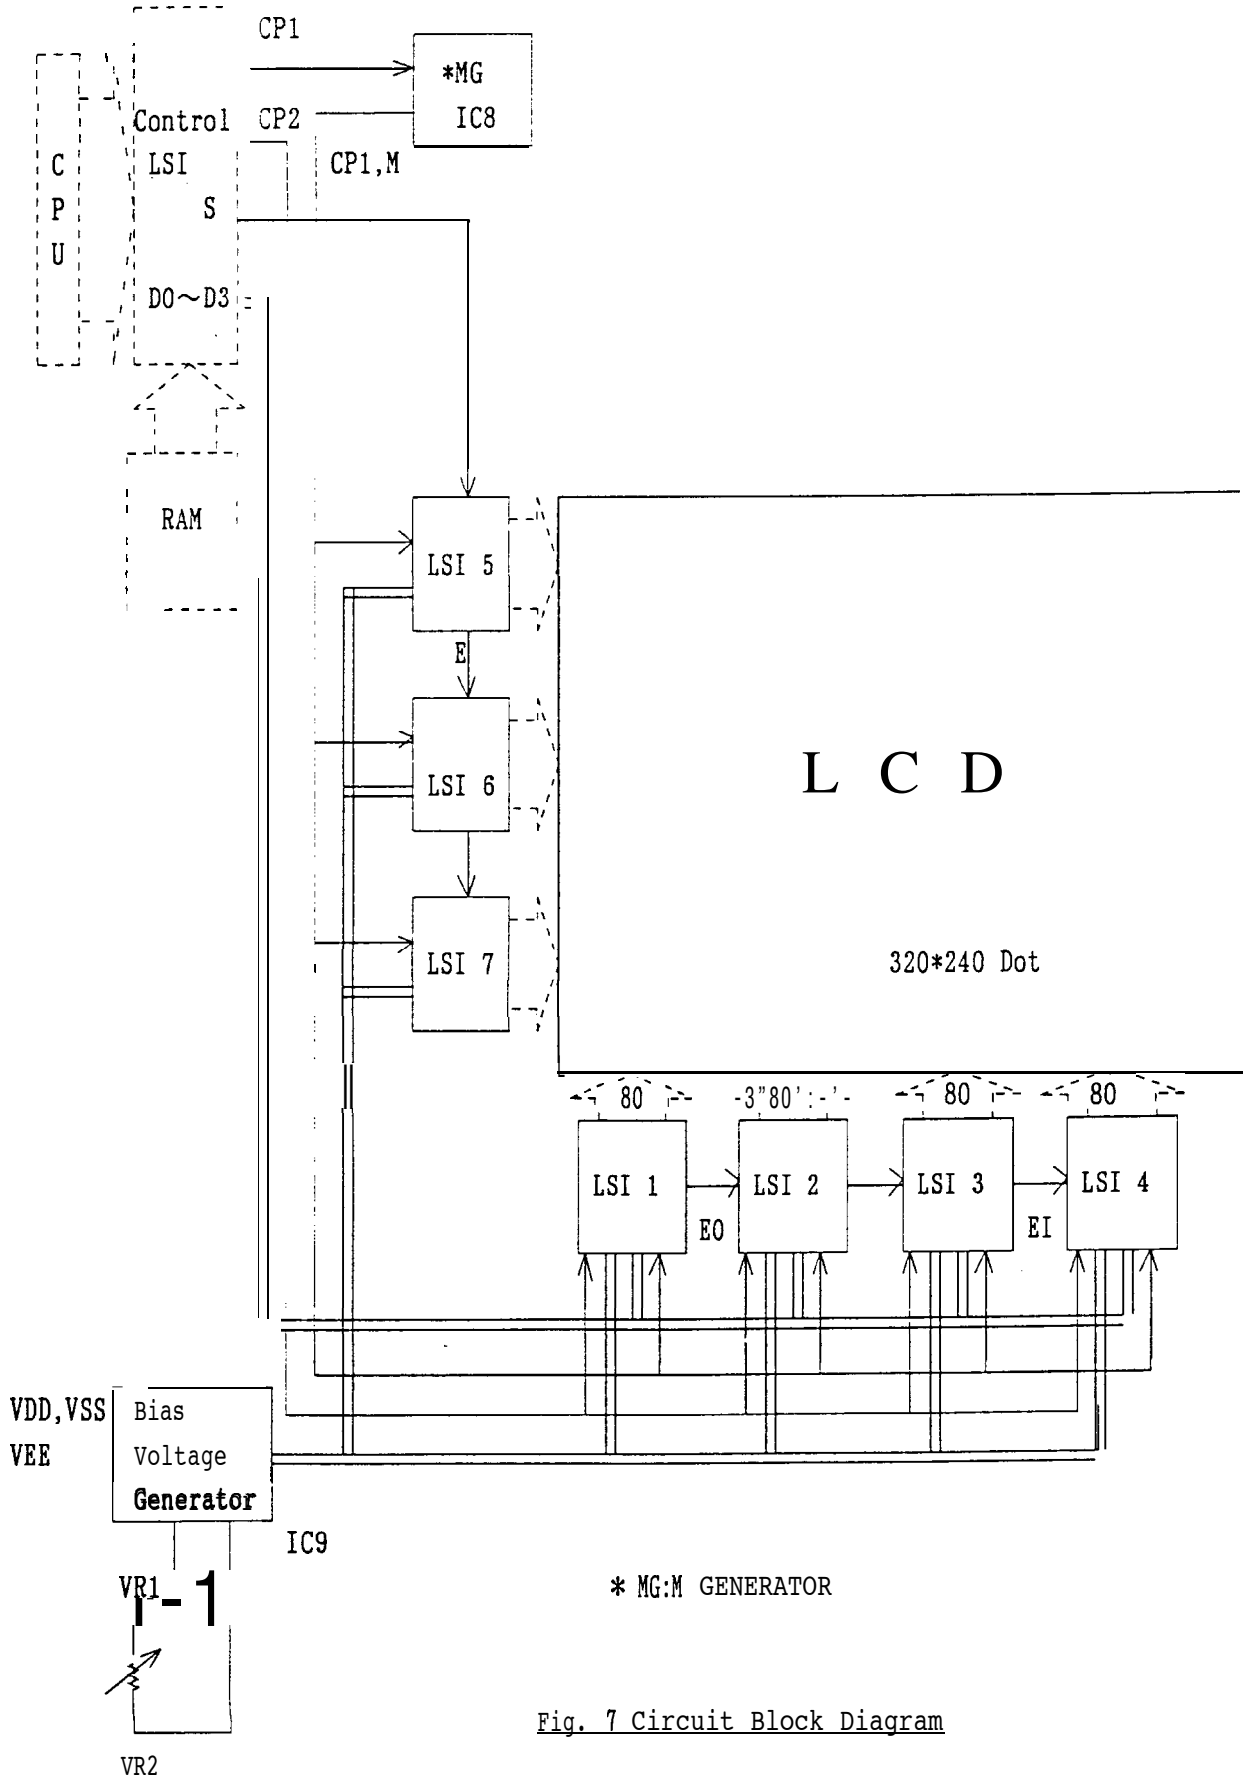 CP1
*MG
IC8
Control
LSI
CP2
CP1,M
C
P
U
S
D0~D3
RAM
LSI 5
E
LSI 6
LSI 7
L C D
320*240 Dot
80
-3"80':-'-
80
80
LSI 1
LSI 2
LSI 3
LSI 4
EO
EI
VDD,VSS
VEE
Bias
Voltage
Generator
IC9
VR1
* MG:M GENERATOR
VR2
Fig. 7 Circuit Block Diagram